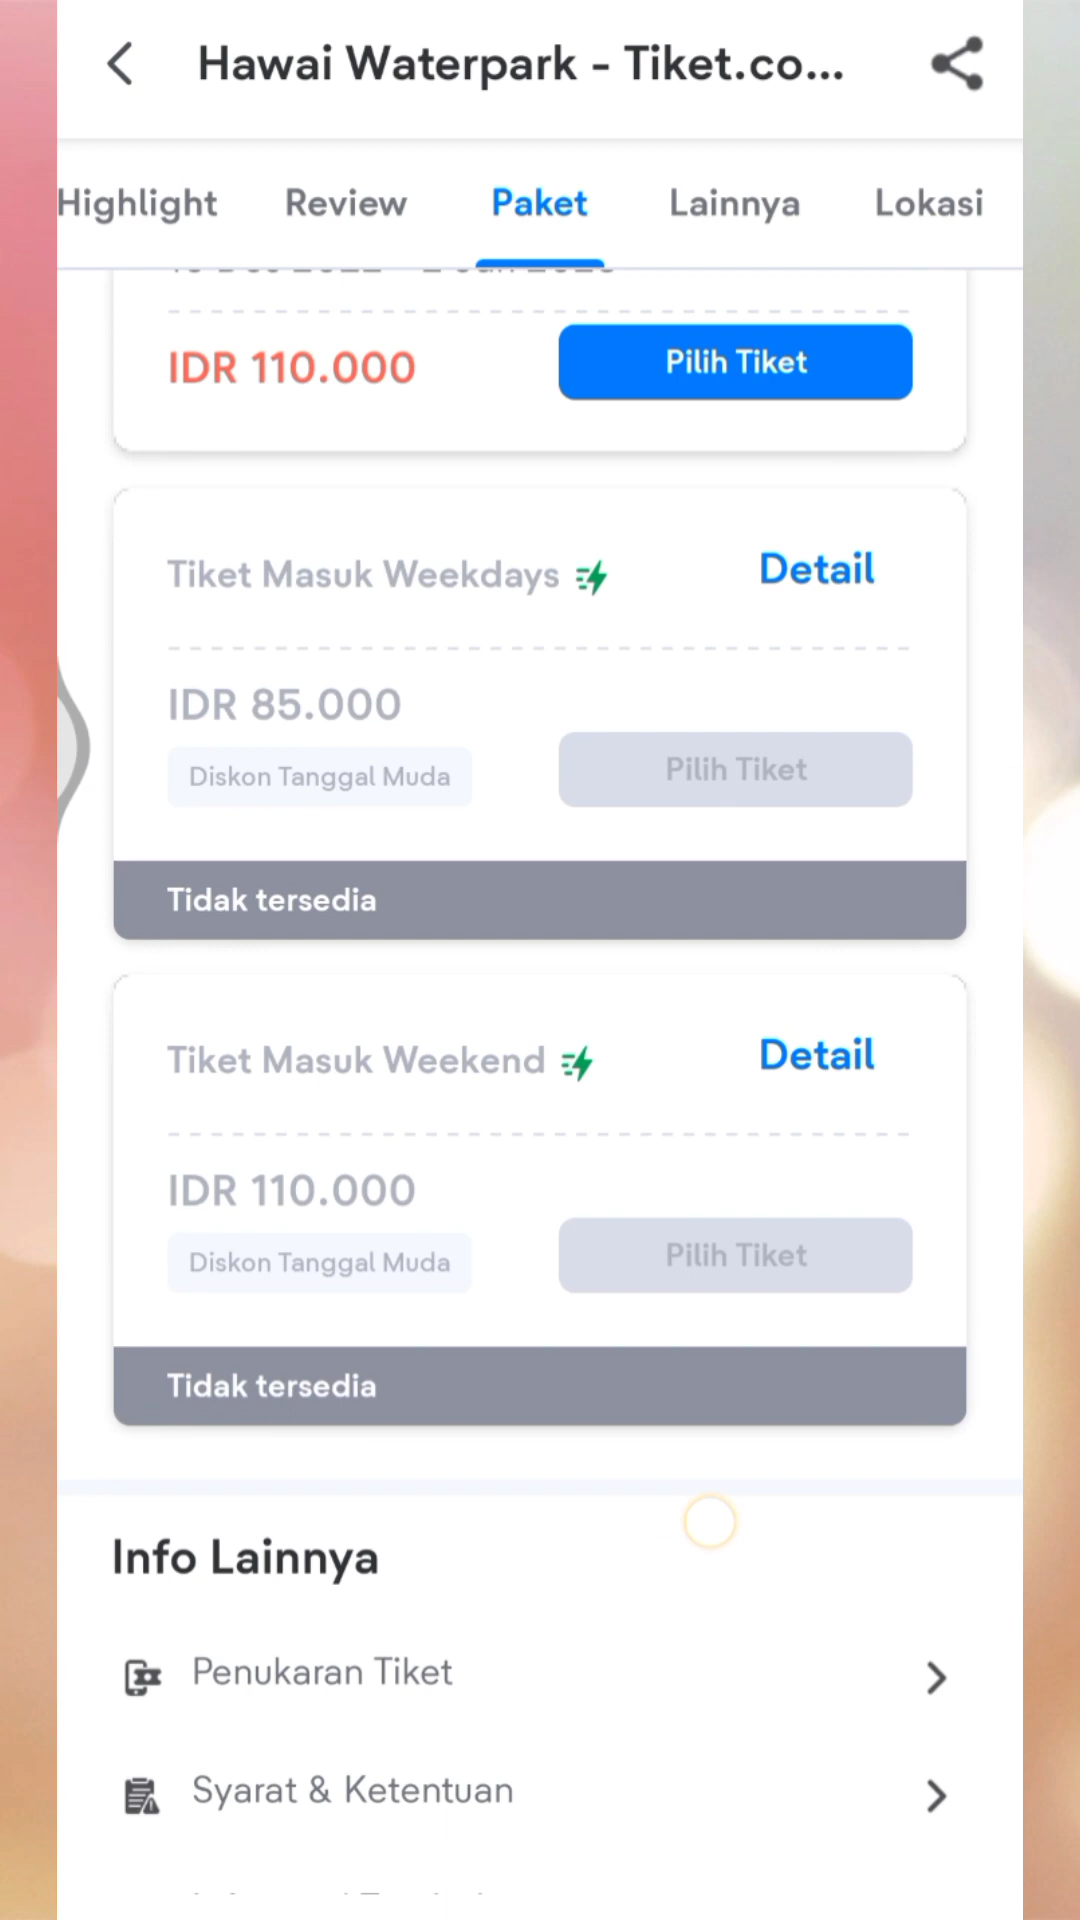 Hawai Waterpark - Tiket.co...
Highlight Review Paket Lainnya Lokasi
IDR 110.000 Pilih Tiket
Tiket Masuk Weekdays Detail
IDR 85.000
Diskon Tanggal Muda Pilih Tiket
Tidak tersedia
Tiket Masuk Weekend Detail
IDR 110.000
Diskon Tanggal Muda Pilih Tiket
Tidak tersedia
Info Lainnya
Penukaran Tiket
Syarat & Ketentuan